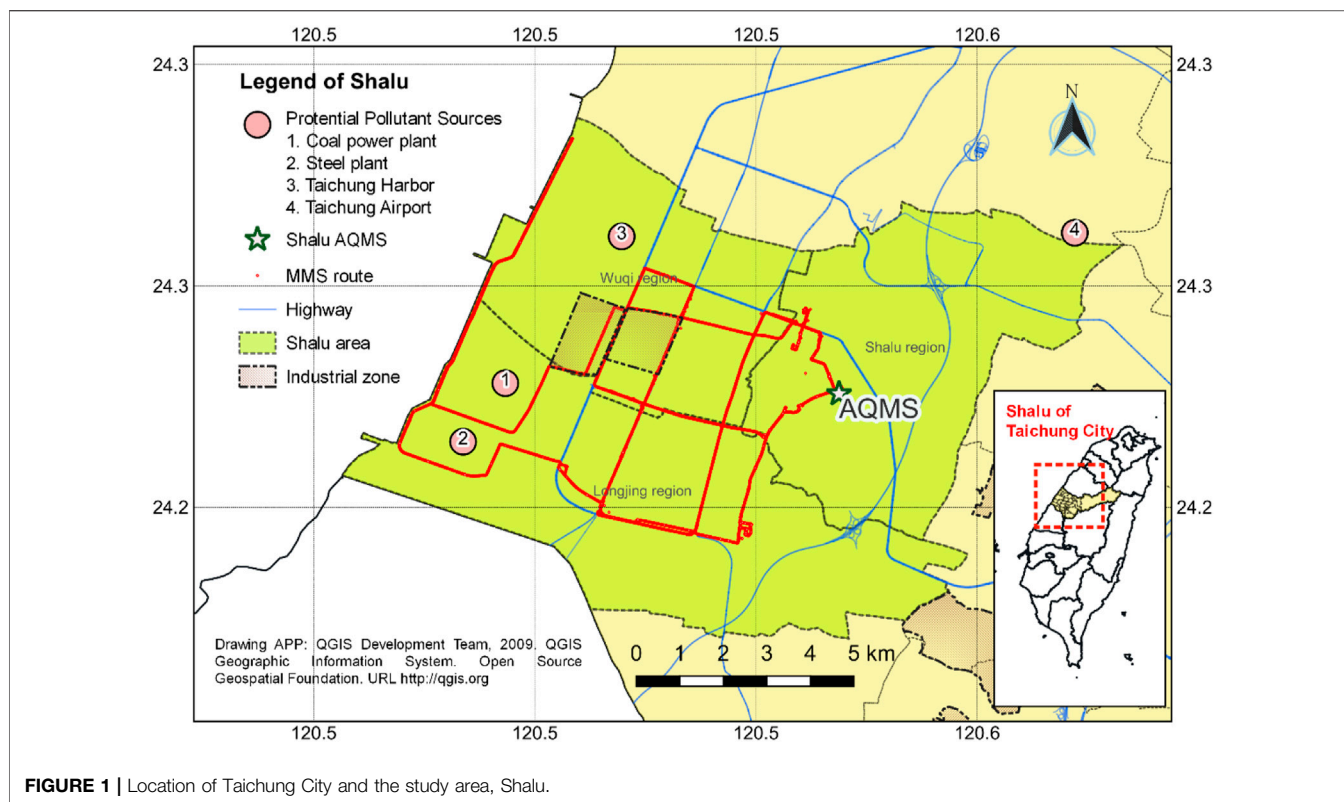 120.5 120.5 120.5 120.6
24.3 24.3
Legend of Shalu
Protential Pollutant Sources
1. Coal power plant
2. Steel plant
3. Taichung Harbor
4. Taichung Airport
Shalu AQMS
MMS route
Highway
Shalu area
Industrial zone
N
3
4
Wuqi region
24.3 24.3
Shalu region
1
AQMS
2
Longjing region
24.2 24.2
Shalu of
Taichung City
Drawing APP: QGIS Development Team, 2009. QGIS
Geographic Information System. Open Source
Geospatial Foundation. URL http://qgis.org
0 1 2 3 4 5 km
120.5 120.5 120.5 120.6
FIGURE 1 | Location of Taichung City and the study area, Shalu.